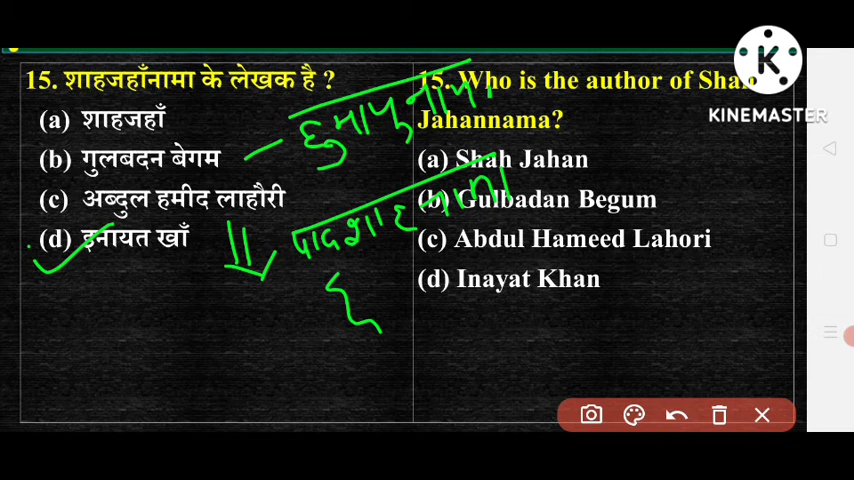 15. शाहजहाँनामा के लेखक है ?
(a) शाहजहाँ
(b) गुलबदन बेगम
(c) अब्दुल हमीद लाहौरी
(d) इनायत खाँ
हुमायुनामा
पादशाहनामा
15. Who is the author of Shah
Jahannama?
(a) Shah Jahan
(b) Gulbadan Begum
(c) Abdul Hameed Lahori
(d) Inayat Khan
K
KINEMASTER